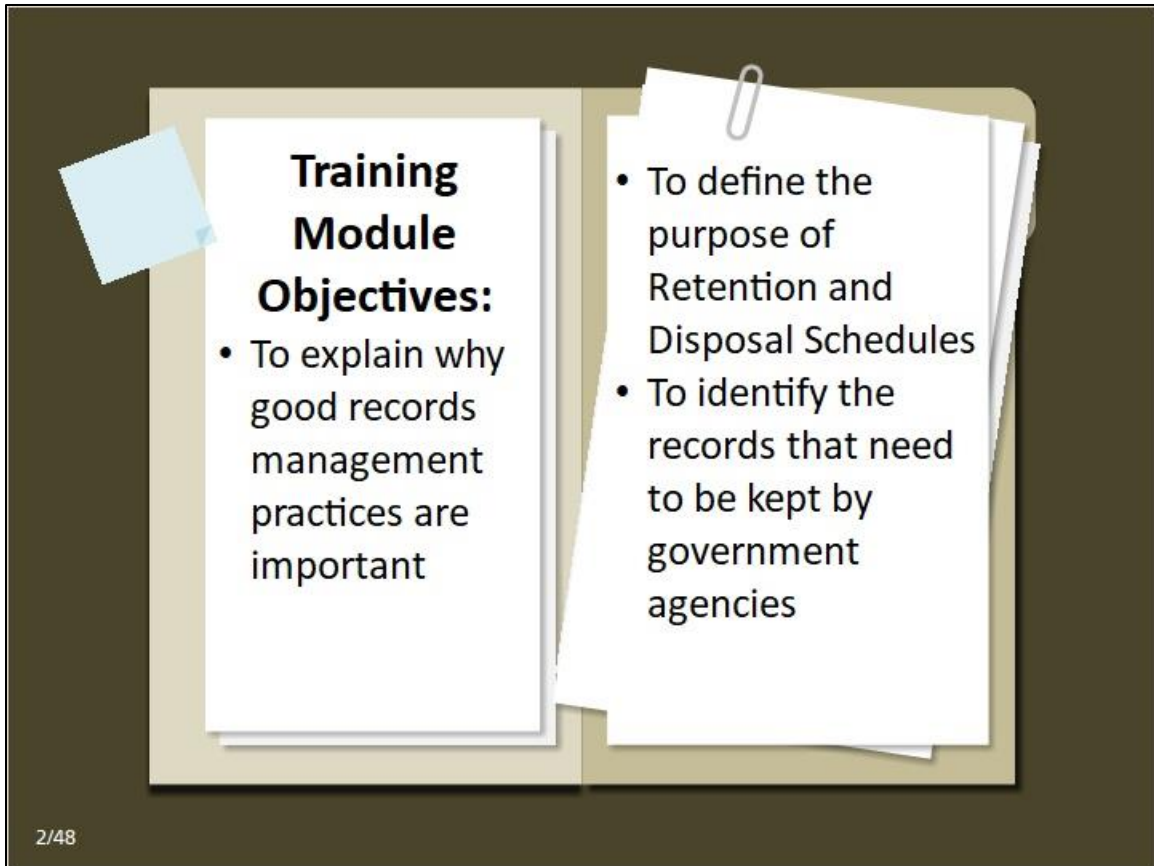 Training
Module
Objectives:
• To explain why
good records
management
practices are
important
• To define the
purpose of
Retention and
Disposal Schedules
• To identify the
records that need
to be kept by
government
agencies
2/48